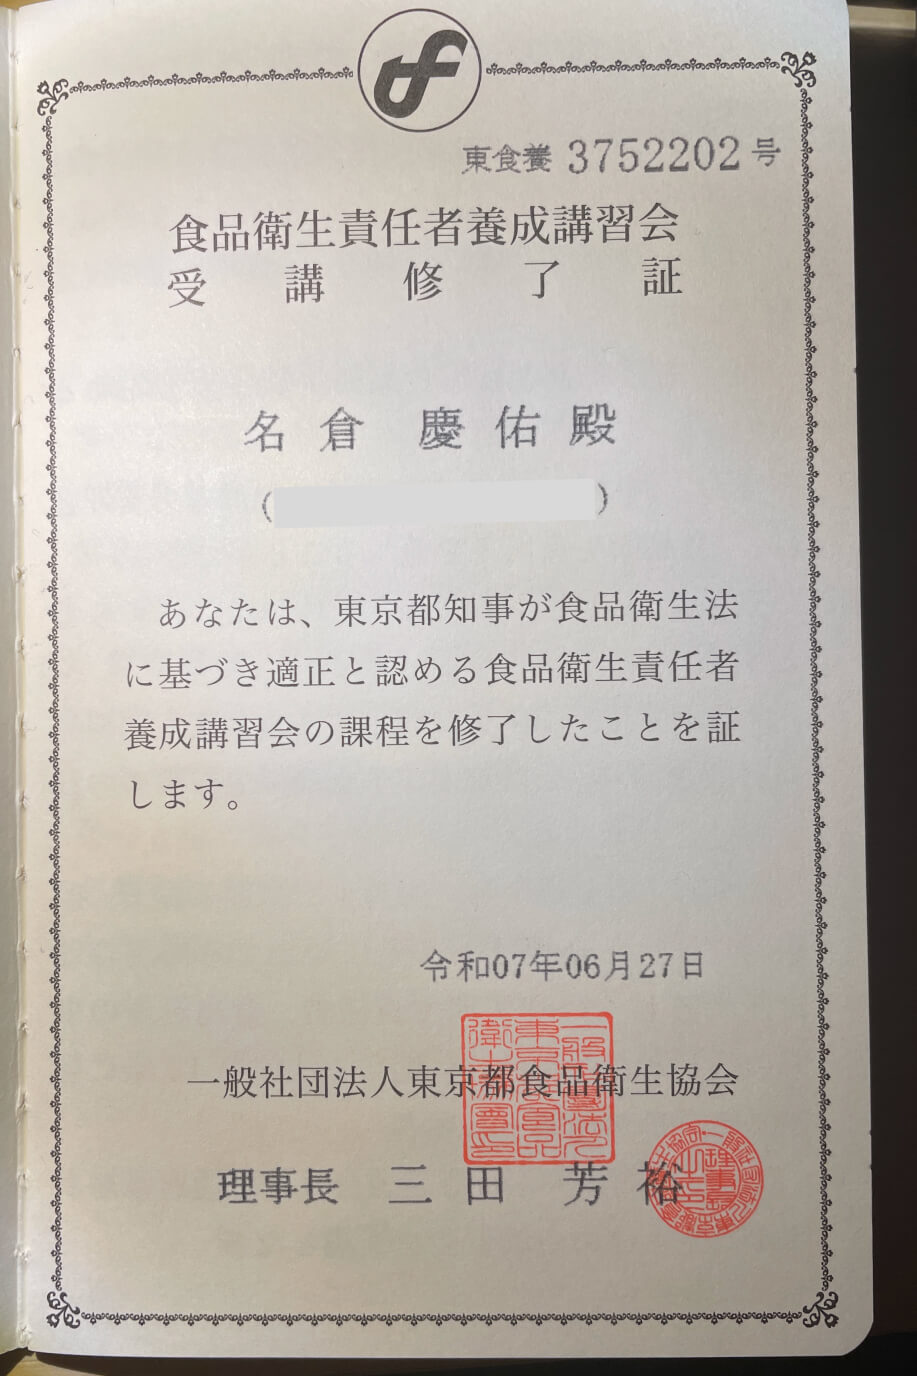 東食養 3752202 号
食品衛生責任者養成講習会
受講修了証
名倉 慶佑 殿
( )
あなたは、東京都知事が食品衛生法
に基づき適正と認める食品衛生責任者
養成講習会の課程を修了したことを証
します。
令和07年06月27日
一般社団法人東京都食品衛生協会
理事長 三田 芳裕